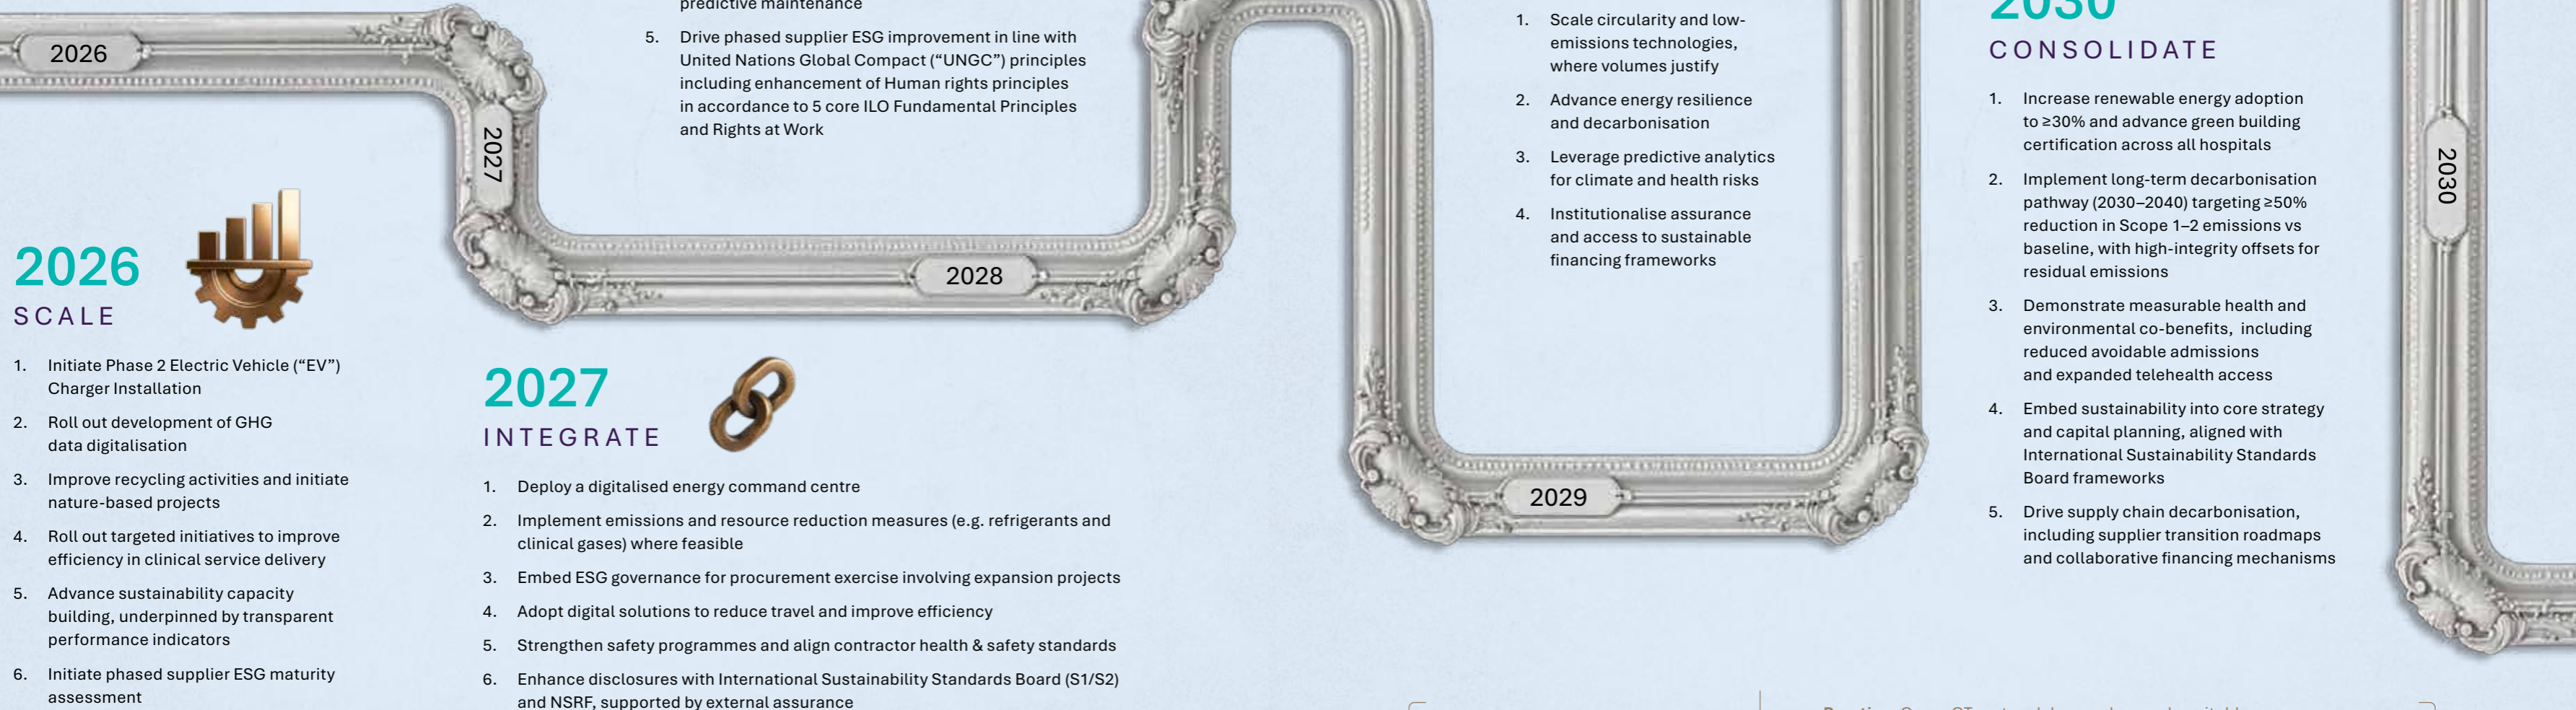 2026
2027
2028
2029
2030
predictive maintenance
5. Drive phased supplier ESG improvement in line with
United Nations Global Compact (“UNGC”) principles
including enhancement of Human rights principles
in accordance to 5 core ILO Fundamental Principles
and Rights at Work
2026
SCALE
1. Initiate Phase 2 Electric Vehicle (“EV”)
Charger Installation
2. Roll out development of GHG
data digitalisation
3. Improve recycling activities and initiate
nature-based projects
4. Roll out targeted initiatives to improve
efficiency in clinical service delivery
5. Advance sustainability capacity
building, underpinned by transparent
performance indicators
6. Initiate phased supplier ESG maturity
assessment
2027
INTEGRATE
1. Deploy a digitalised energy command centre
2. Implement emissions and resource reduction measures (e.g. refrigerants and
clinical gases) where feasible
3. Embed ESG governance for procurement exercise involving expansion projects
4. Adopt digital solutions to reduce travel and improve efficiency
5. Strengthen safety programmes and align contractor health & safety standards
6. Enhance disclosures with International Sustainability Standards Board (S1/S2)
and NSRF, supported by external assurance
1. Scale circularity and low-
emissions technologies,
where volumes justify
2. Advance energy resilience
and decarbonisation
3. Leverage predictive analytics
for climate and health risks
4. Institutionalise assurance
and access to sustainable
financing frameworks
2030
CONSOLIDATE
1. Increase renewable energy adoption
to ≥30% and advance green building
certification across all hospitals
2. Implement long-term decarbonisation
pathway (2030–2040) targeting ≥50%
reduction in Scope 1–2 emissions vs
baseline, with high-integrity offsets for
residual emissions
3. Demonstrate measurable health and
environmental co-benefits, including
reduced avoidable admissions
and expanded telehealth access
4. Embed sustainability into core strategy
and capital planning, aligned with
International Sustainability Standards
Board frameworks
5. Drive supply chain decarbonisation,
including supplier transition roadmaps
and collaborative financing mechanisms